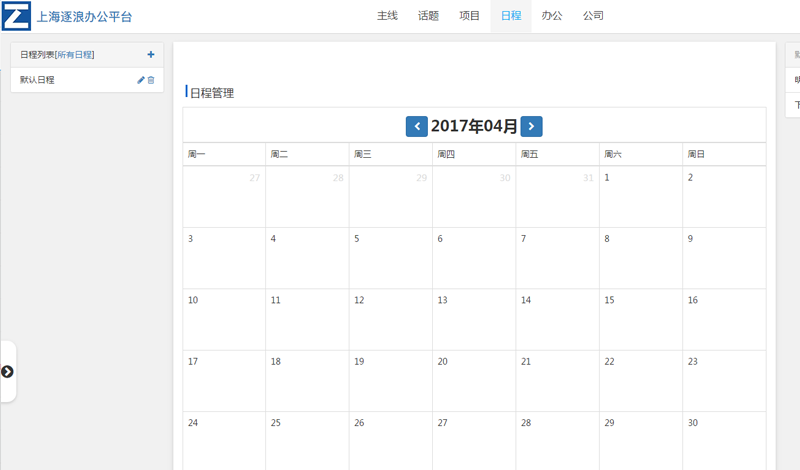 上海逐浪办公平台 主线 话题 项目 日程 办公 公司
日程列表[所有日程]
默认日程
日程管理
2017年04月
周一 周二 周三 周四 周五 周六 周日
27 28 29 30 31 1 2
3 4 5 6 7 8 9
10 11 12 13 14 15 16
17 18 19 20 21 22 23
24 25 26 27 28 29 30